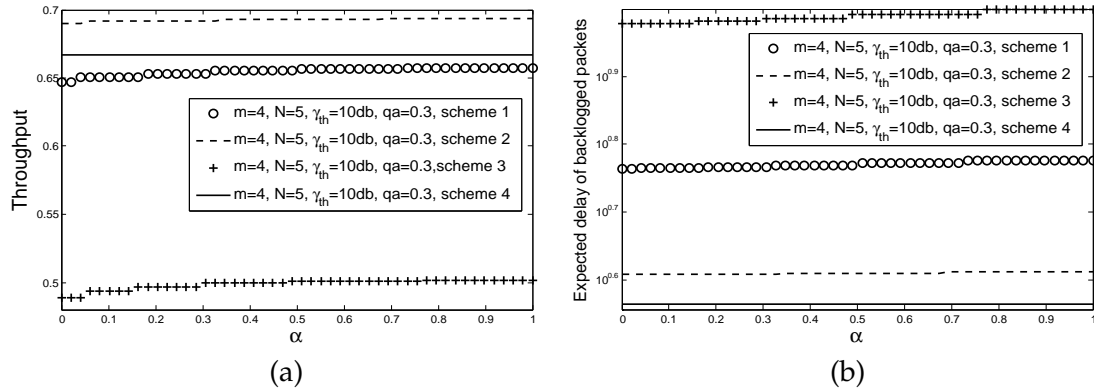 0.7
0.65
0.6
0.55
0.5
Throughput
m=4, N=5, γth=10db, qa=0.3, scheme 1
m=4, N=5, γth=10db, qa=0.3, scheme 2
m=4, N=5, γth=10db, qa=0.3,scheme 3
m=4, N=5, γth=10db, qa=0.3, scheme 4
0 0.1 0.2 0.3 0.4 0.5 0.6 0.7 0.8 0.9 1
α
(a)
10^1.0
10^0.9
10^0.8
10^0.7
10^0.6
Expected delay of backlogged packets
m=4, N=5, γth=10db, qa=0.3, scheme 1
m=4, N=5, γth=10db, qa=0.3, scheme 2
m=4, N=5, γth=10db, qa=0.3, scheme 3
m=4, N=5, γth=10db, qa=0.3, scheme 4
0 0.1 0.2 0.3 0.4 0.5 0.6 0.7 0.8 0.9 1
α
(b)